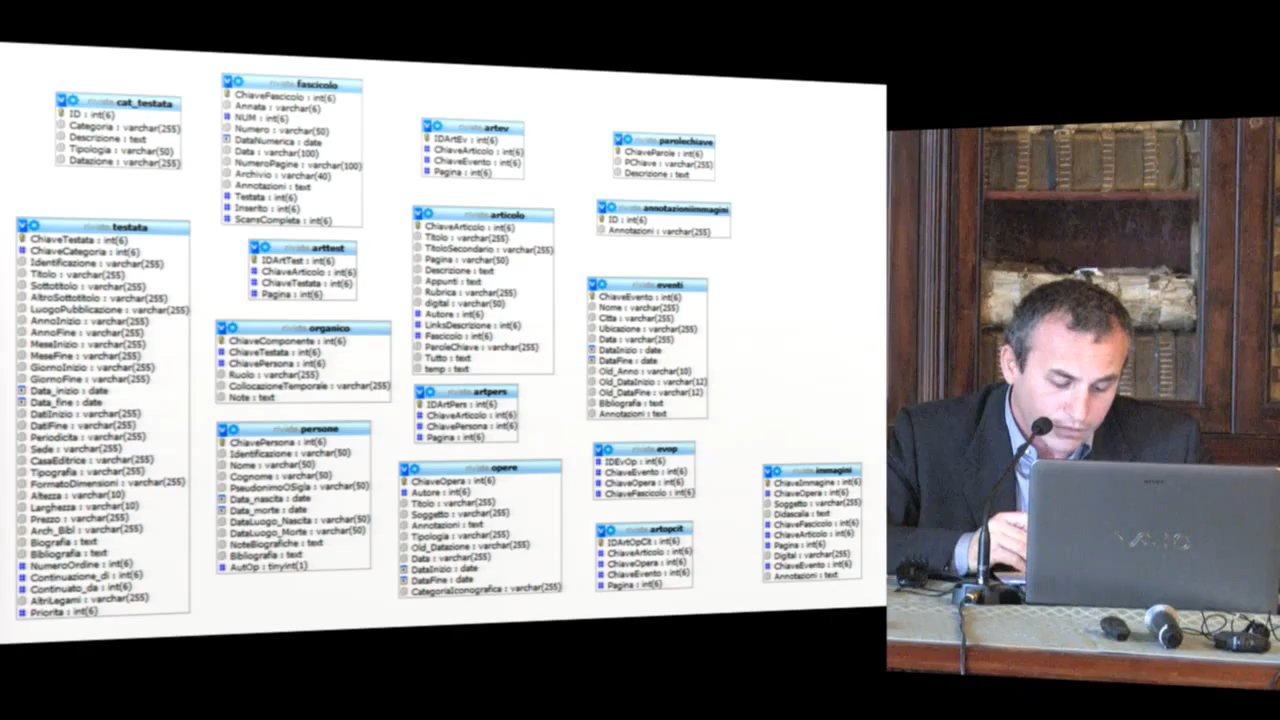 riviste.cat_testata
ID : int(6)
Categoria : varchar(255)
Descrizione : text
Tipologia : varchar(50)
Datazione : varchar(255)
riviste.testata
ChiaveTestata : int(6)
ChiaveCategoria : int(6)
Identificazione : varchar(255)
Titolo : varchar(255)
Sottotitolo : varchar(255)
AltroSottotitolo : varchar(255)
LuogoPubblicazione : varchar(255)
AnnoInizio : varchar(255)
AnnoFine : varchar(255)
MeseInizio : varchar(255)
MeseFine : varchar(255)
GiornoInizio : varchar(255)
GiornoFine : varchar(255)
Data_inizio : date
Data_fine : date
DatiInizio : varchar(255)
DatiFine : varchar(255)
Periodicita : varchar(255)
Sede : varchar(255)
CasaEditrice : varchar(255)
Tipografia : varchar(255)
FormatoDimensioni : varchar(255)
Altezza : varchar(10)
Larghezza : varchar(10)
Prezzo : varchar(255)
Arch_Bibl : varchar(255)
Biografia : text
Bibliografia : text
NumeroOrdine : int(6)
Continuazione_di : int(6)
Continuato_da : int(6)
AltriLegami : varchar(255)
Priorita : int(6)
riviste.fascicolo
ChiaveFascicolo : int(6)
Annata : varchar(6)
NUM : int(6)
Numero : varchar(50)
DataNumerica : date
Data : varchar(100)
NumeroPagine : varchar(100)
Archivio : varchar(40)
Annotazioni : text
Testata : int(6)
Inserito : int(6)
ScansCompleta : int(6)
riviste.arttest
IDArtTest : int(6)
ChiaveArticolo : int(6)
ChiaveTestata : int(6)
Pagina : int(6)
riviste.organico
ChiaveComponente : int(6)
ChiaveTestata : int(6)
ChiavePersona : int(6)
Ruolo : varchar(255)
CollocazioneTemporale : varchar(255)
Note : text
riviste.persone
ChiavePersona : int(6)
Identificazione : varchar(50)
Nome : varchar(50)
Cognome : varchar(50)
PseudonimoOSigla : varchar(50)
Data_nascita : date
Data_morte : date
DataLuogo_Nascita : varchar(50)
DataLuogo_Morte : varchar(50)
NoteBiografiche : text
Bibliografia : text
AutOp : tinyint(1)
riviste.artev
IDArtEv : int(6)
ChiaveArticolo : int(6)
ChiaveEvento : int(6)
Pagina : int(6)
riviste.articolo
ChiaveArticolo : int(6)
Titolo : varchar(255)
TitoloSecondario : varchar(255)
Pagina : varchar(50)
Descrizione : text
Appunti : text
Rubrica : varchar(255)
digital : varchar(50)
Autore : int(6)
LinksDescrizione : int(6)
Fascicolo : int(6)
ParoleChiave : varchar(255)
Tutto : text
temp : text
riviste.artpers
IDArtPers : int(6)
ChiaveArticolo : int(6)
ChiavePersona : int(6)
Pagina : int(6)
riviste.opere
ChiaveOpera : int(6)
Autore : int(6)
Titolo : varchar(255)
Soggetto : varchar(255)
Annotazioni : text
Tipologia : varchar(255)
Old_Datazione : varchar(255)
Data : varchar(255)
DataInizio : date
DataFine : date
CategoriaIconografica : varchar(255)
riviste.parolechiave
ChiaveParole : int(6)
PChiave : varchar(255)
Descrizione : text
riviste.annotazioniimmagini
ID : int(6)
Annotazioni : varchar(255)
riviste.eventi
ChiaveEvento : int(6)
Nome : varchar(255)
Citta : varchar(255)
Ubicazione : varchar(255)
Data : varchar(255)
DataInizio : date
DataFine : date
Old_Anno : varchar(10)
Old_DataInizio : varchar(12)
Old_DataFine : varchar(12)
Bibliografia : text
Annotazioni : text
riviste.evop
IDEvOp : int(6)
ChiaveEvento : int(6)
ChiaveOpera : int(6)
ChiaveFascicolo : int(6)
riviste.artopcit
IDArtOpCit : int(6)
ChiaveArticolo : int(6)
ChiaveOpera : int(6)
ChiaveEvento : int(6)
Pagina : int(6)
riviste.immagini
ChiaveImmagine : int(6)
ChiaveOpera : int(6)
Soggetto : varchar(255)
Didascalia : text
ChiaveFascicolo : int(6)
ChiaveArticolo : int(6)
Pagina : int(6)
Digital : varchar(255)
ChiaveEvento : int(6)
Annotazioni : text
SONY
VAIO